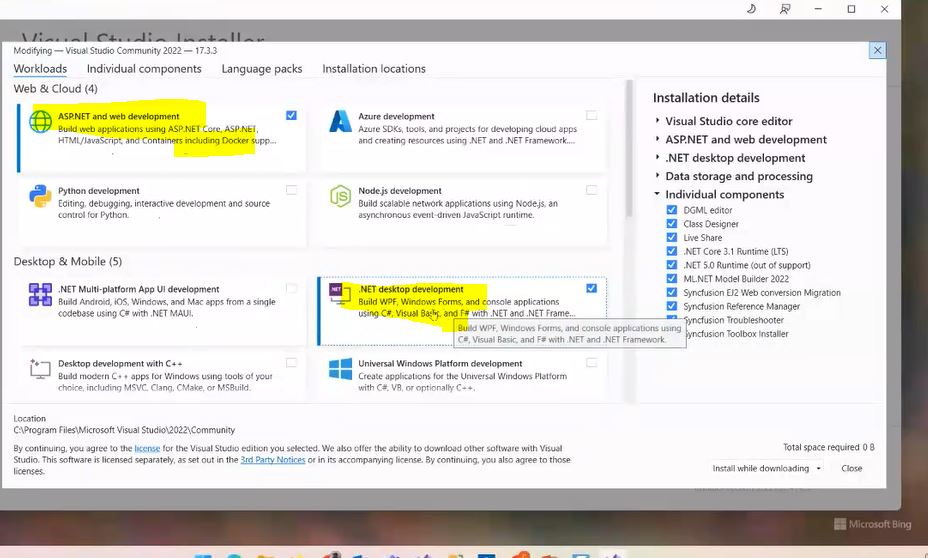 Visual Studio Installer
Modifying — Visual Studio Community 2022 — 17.3.3
Workloads Individual components Language packs Installation locations
Web & Cloud (4)
ASP.NET and web development
Build web applications using ASP.NET Core, ASP.NET,
HTML/JavaScript, and Containers including Docker supp...
Azure development
Azure SDKs, tools, and projects for developing cloud apps
and creating resources using .NET and .NET Framework....
Python development
Editing, debugging, interactive development and source
control for Python.
Node.js development
Build scalable network applications using Node.js, an
asynchronous event-driven JavaScript runtime.
Desktop & Mobile (5)
.NET Multi-platform App UI development
Build Android, iOS, Windows, and Mac apps from a single
codebase using C# with .NET MAUI.
.NET desktop development
Build WPF, Windows Forms, and console applications
using C#, Visual Basic, and F# with .NET and .NET Frame...
Build WPF, Windows Forms, and console applications using
C#, Visual Basic, and F# with .NET and .NET Framework.
Desktop development with C++
Build modern C++ apps for Windows using tools of your
choice, including MSVC, Clang, CMake, or MSBuild.
Universal Windows Platform development
Create applications for the Universal Windows Platform
with C#, VB, or optionally C++.
Installation details
Visual Studio core editor
ASP.NET and web development
.NET desktop development
Data storage and processing
Individual components
DGML editor
Class Designer
Live Share
.NET Core 3.1 Runtime (LTS)
.NET 5.0 Runtime (out of support)
ML.NET Model Builder 2022
Syncfusion EJ2 Web conversion Migration
Syncfusion Reference Manager
Syncfusion Troubleshooter
Syncfusion Toolbox Installer
Location
C:\Program Files\Microsoft Visual Studio\2022\Community
By continuing, you agree to the license for the Visual Studio edition you selected. We also offer the ability to download other software with Visual
Studio. This software is licensed separately, as set out in the 3rd Party Notices or in its accompanying license. By continuing, you also agree to those
licenses.
Total space required 0 B
Install while downloading Close
Microsoft Bing